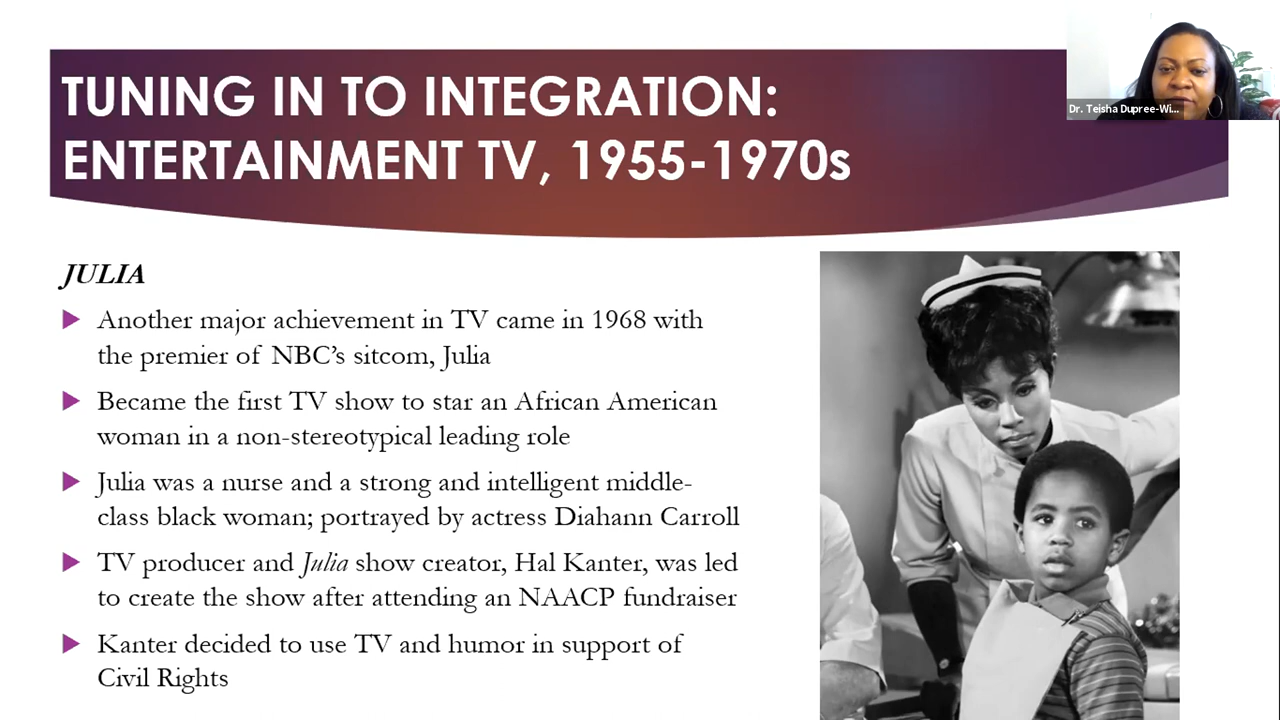 TUNING IN TO INTEGRATION:
ENTERTAINMENT TV, 1955-1970s
Dr. Teisha Dupree-Wi...
JULIA
Another major achievement in TV came in 1968 with
the premier of NBC’s sitcom, Julia
Became the first TV show to star an African American
woman in a non-stereotypical leading role
Julia was a nurse and a strong and intelligent middle-
class black woman; portrayed by actress Diahann Carroll
TV producer and Julia show creator, Hal Kanter, was led
to create the show after attending an NAACP fundraiser
Kanter decided to use TV and humor in support of
Civil Rights